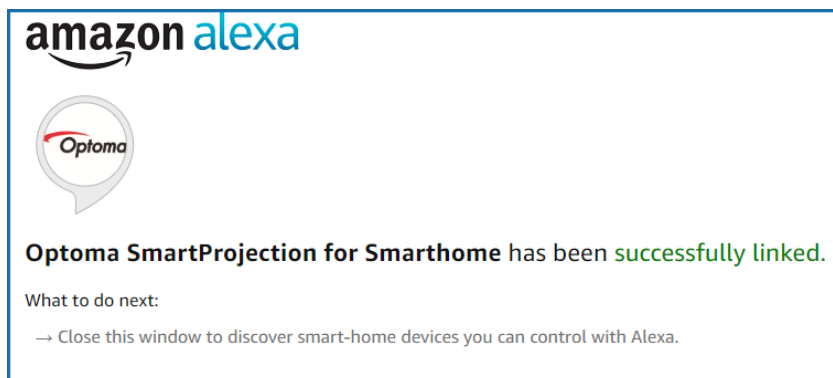 amazon alexa
Optoma
Optoma SmartProjection for Smarthome has been successfully linked.
What to do next:
→ Close this window to discover smart-home devices you can control with Alexa.